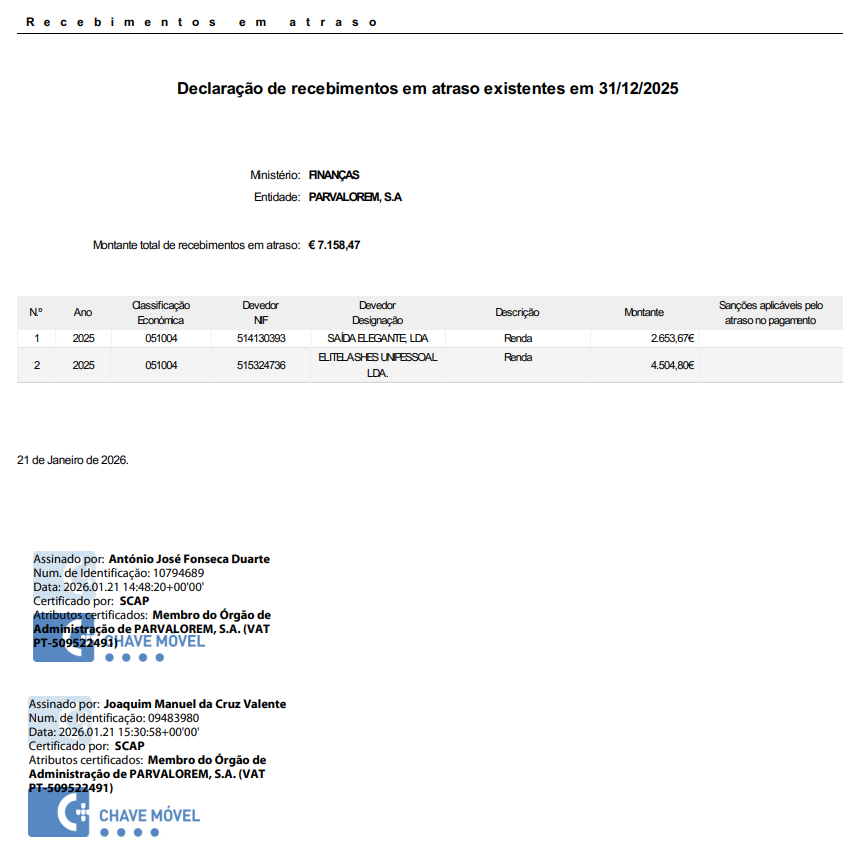 Recebimentos em atraso
Declaração de recebimentos em atraso existentes em 31/12/2025
Ministério: FINANÇAS
Entidade: PARVALOREM, S.A
Montante total de recebimentos em atraso: € 7.158,47
N.º Ano Classificação Económica Devedor NIF Devedor Designação Descrição Montante Sanções aplicáveis pelo atraso no pagamento
1 2025 051004 514130393 SAÍDA ELEGANTE, LDA Renda 2.653,67€
2 2025 051004 515324736 ELITELASHES UNIPESSOAL LDA. Renda 4.504,80€
21 de Janeiro de 2026.
Assinado por: António José Fonseca Duarte
Num. de Identificação: 10794689
Data: 2026.01.21 14:48:20+00'00'
Certificado por: SCAP
Atributos certificados: Membro do Órgão de
Administração de PARVALOREM, S.A. (VAT
PT-509522491)
CHAVE MÓVEL
Assinado por: Joaquim Manuel da Cruz Valente
Num. de Identificação: 09483980
Data: 2026.01.21 15:30:58+00'00'
Certificado por: SCAP
Atributos certificados: Membro do Órgão de
Administração de PARVALOREM, S.A. (VAT
PT-509522491)
CHAVE MÓVEL